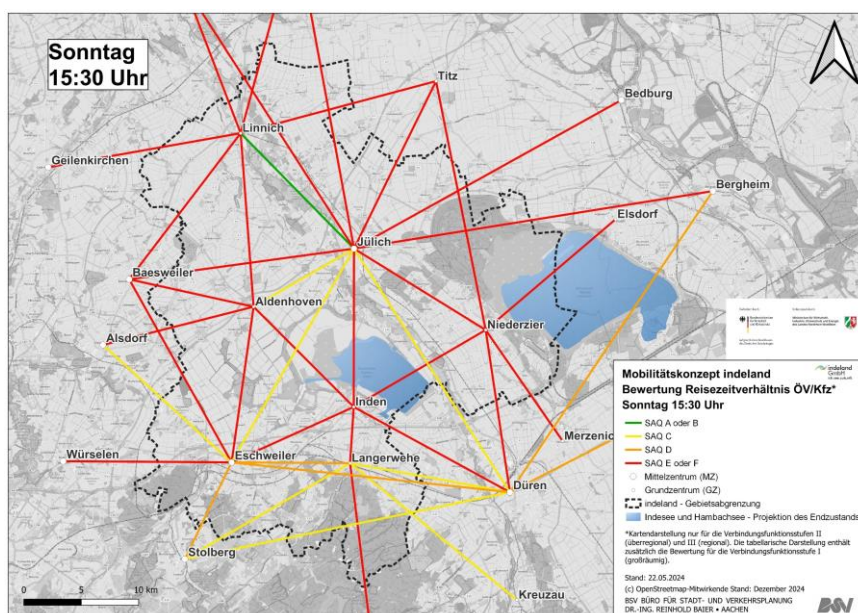 Sonntag
15:30 Uhr
Titz
Bedburg
Linnich
Geilenkirchen
Bergheim
Elsdorf
Jülich
Baesweiler
Aldenhoven
Niederzier
Alsdorf
Inden
Merzenic
Würselen
Eschweiler
Langerwehe
Düren
Stolberg
Kreuzau
0 5 10 km
indeland
GmbH
Mobilitätskonzept indeland
Bewertung Reisezeitverhältnis ÖV/Kfz*
Sonntag 15:30 Uhr
SAQ A oder B
SAQ C
SAQ D
SAQ E oder F
Mittelzentrum (MZ)
Grundzentrum (GZ)
indeland - Gebietsabgrenzung
Indesee und Hambachsee - Projektion des Endzustands
*Kartendarstellung nur für die Verbindungsfunktionsstufen II
(überregional) und III (regional). Die tabellarische Darstellung enthält
zusätzlich die Bewertung für die Verbindungsfunktionsstufe I
(großräumig).
Stand: 22.05.2024
(c) OpenStreetmap-Mitwirkende Stand: Dezember 2024
BSV BÜRO FÜR STADT- UND VERKEHRSPLANUNG
DR.-ING. REINHOLD BAIER • AACHEN
BSV